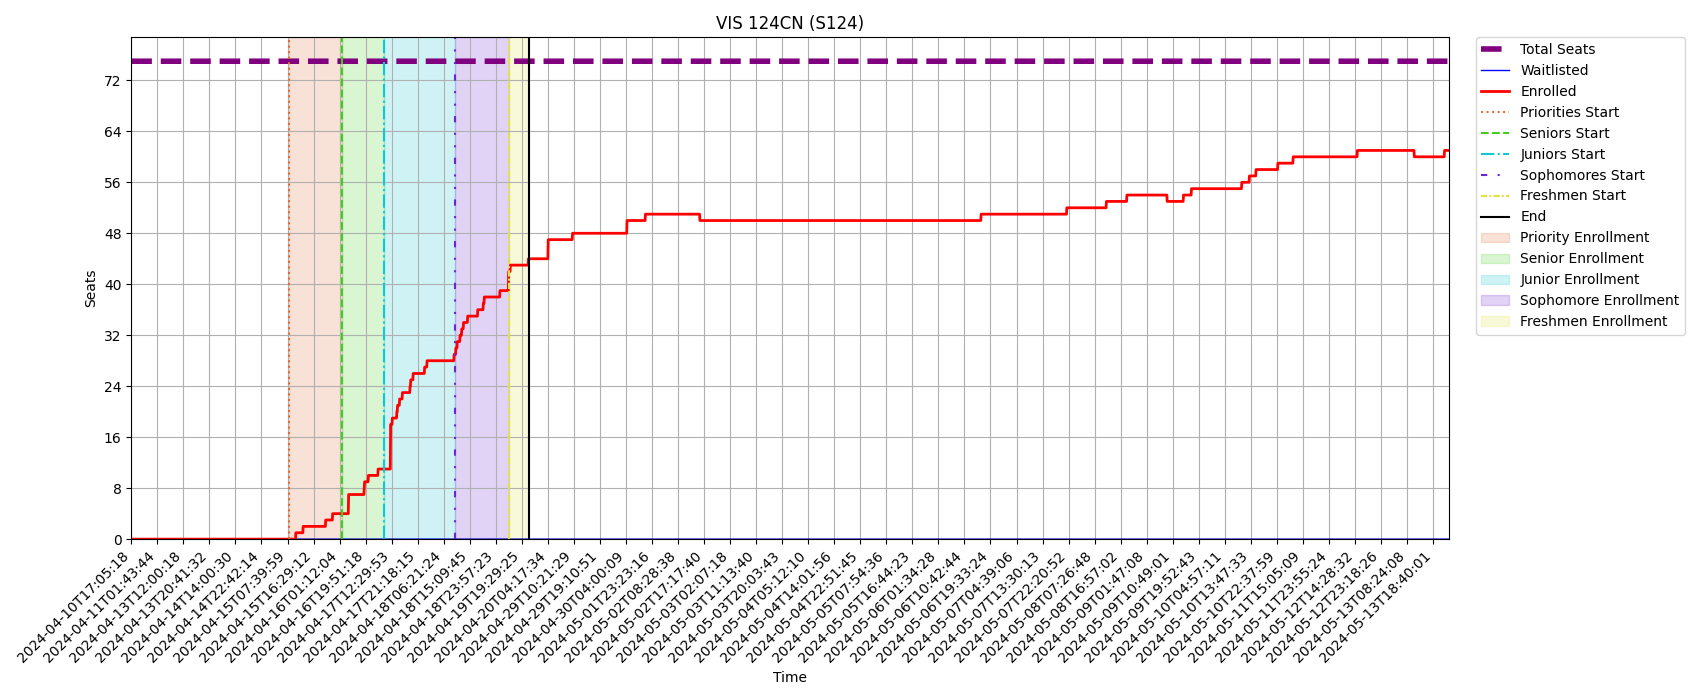 VIS 124CN (S124)
Total Seats
Waitlisted
Enrolled
Priorities Start
Seniors Start
Juniors Start
Sophomores Start
Freshmen Start
End
Priority Enrollment
Senior Enrollment
Junior Enrollment
Sophomore Enrollment
Freshmen Enrollment
Seats
72
64
56
48
40
32
24
16
8
0
2024-04-10T17:05:18
2024-04-11T01:43:44
2024-04-13T12:00:18
2024-04-13T20:41:32
2024-04-14T14:00:30
2024-04-14T22:42:14
2024-04-15T07:39:59
2024-04-15T16:29:12
2024-04-16T01:12:04
2024-04-16T19:51:18
2024-04-17T12:29:53
2024-04-17T21:18:15
2024-04-18T06:21:24
2024-04-18T15:09:45
2024-04-18T23:57:23
2024-04-19T19:29:25
2024-04-20T04:17:34
2024-04-29T10:21:29
2024-04-29T19:10:51
2024-04-30T04:00:09
2024-05-01T23:23:16
2024-05-02T08:28:38
2024-05-02T17:17:40
2024-05-03T02:07:18
2024-05-03T11:13:40
2024-05-03T20:03:43
2024-05-04T05:12:10
2024-05-04T14:01:56
2024-05-04T22:51:45
2024-05-05T07:54:36
2024-05-05T16:44:23
2024-05-06T01:34:28
2024-05-06T10:42:44
2024-05-06T19:33:24
2024-05-07T04:39:06
2024-05-07T13:30:13
2024-05-07T22:20:52
2024-05-08T07:26:48
2024-05-08T16:57:02
2024-05-09T01:47:08
2024-05-09T10:49:01
2024-05-09T19:52:43
2024-05-10T04:57:11
2024-05-10T13:47:33
2024-05-10T22:37:59
2024-05-11T15:05:09
2024-05-11T23:55:24
2024-05-12T14:28:32
2024-05-12T23:18:26
2024-05-13T08:24:08
2024-05-13T18:40:01
Time